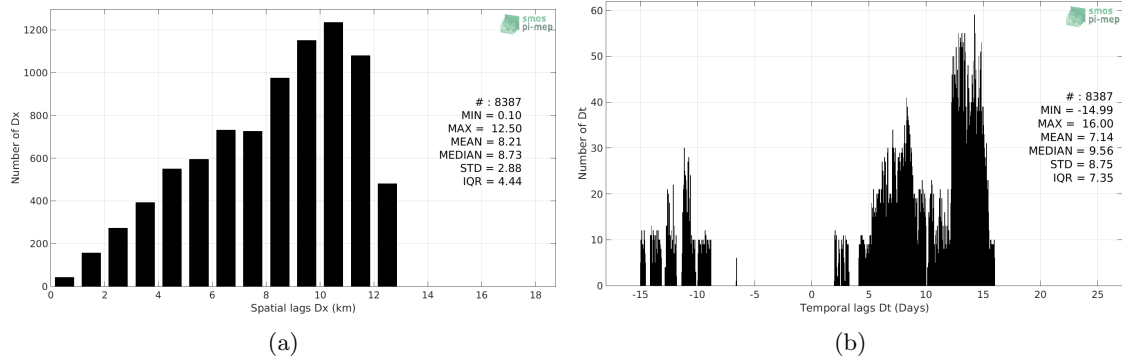 smos
pi-mep
1200
1000
800
600
400
200
0
Number of Dx
# : 8387
MIN = 0.10
MAX = 12.50
MEAN = 8.21
MEDIAN = 8.73
STD = 2.88
IQR = 4.44
0 2 4 6 8 10 12 14 16 18
Spatial lags Dx (km)
(a)
smos
pi-mep
60
50
40
30
20
10
0
Number of Dt
# : 8387
MIN = -14.99
MAX = 16.00
MEAN = 7.14
MEDIAN = 9.56
STD = 8.75
IQR = 7.35
-15 -10 -5 0 5 10 15 20 25
Temporal lags Dt (Days)
(b)